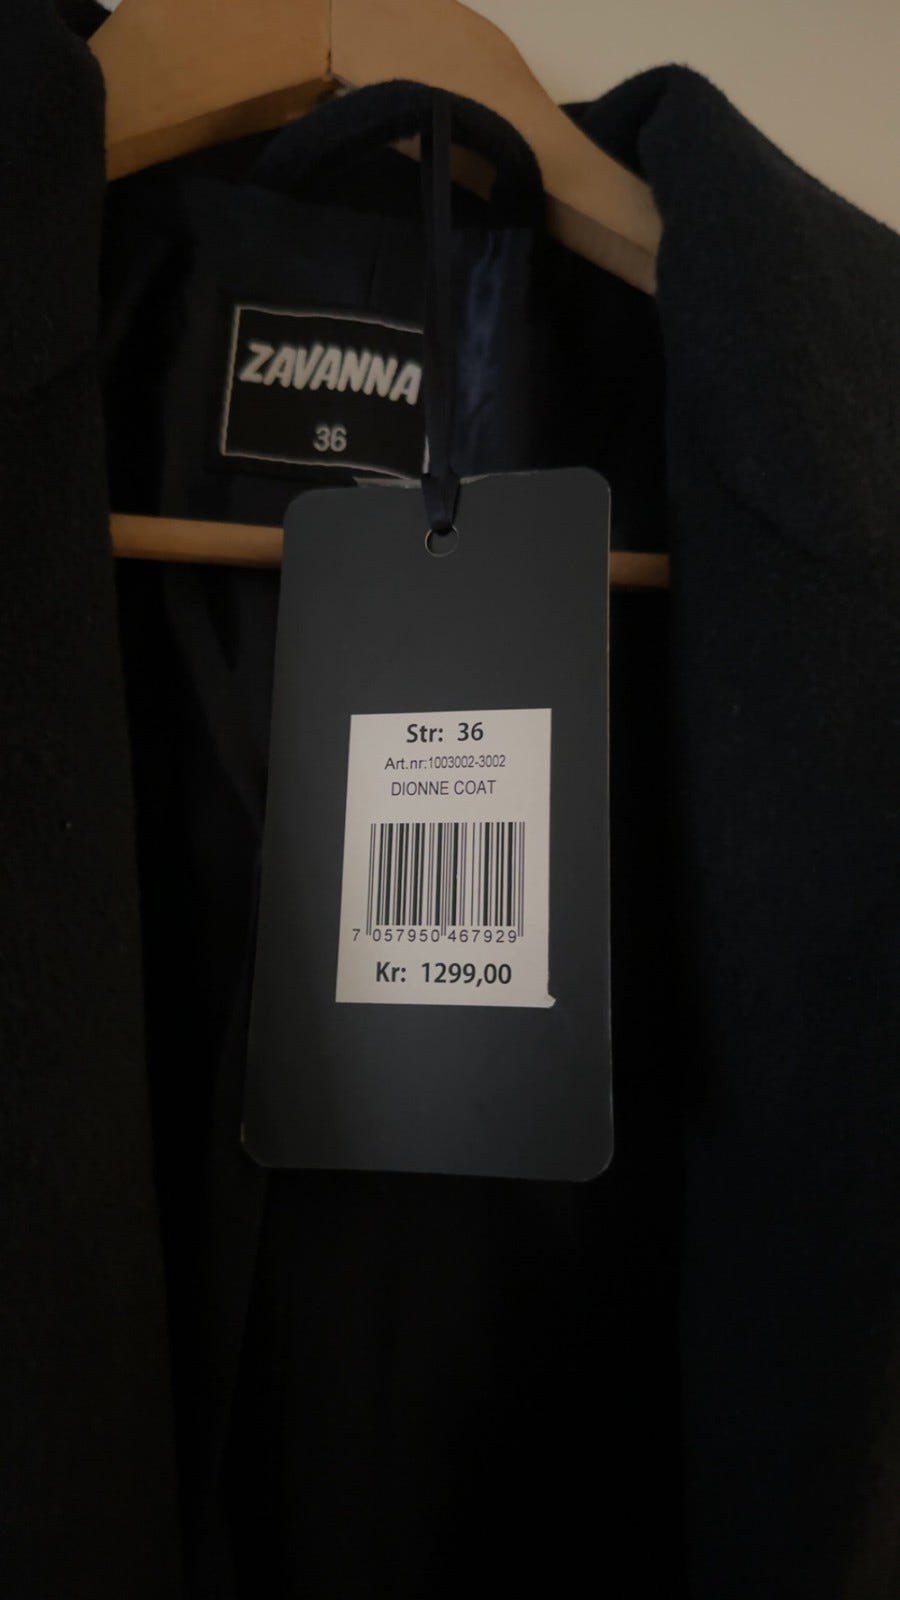 ZAVANNA
36
Str: 36
Art.nr:1003002-3002
DIONNE COAT
7 057950 467929
Kr: 1299,00